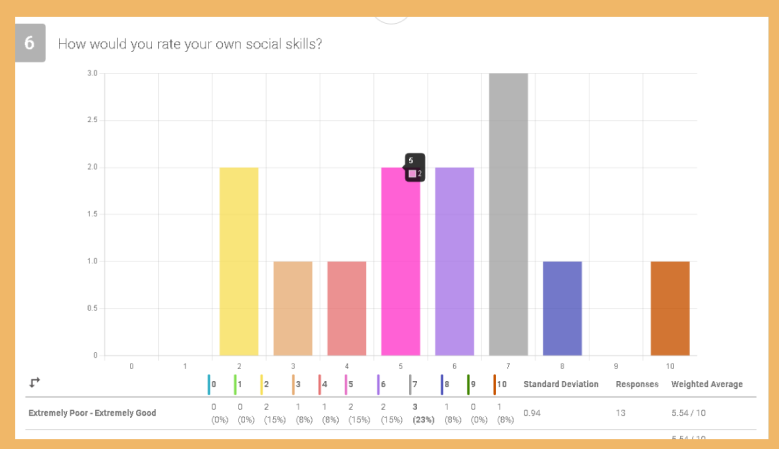 6 How would you rate your own social skills?
3.0
2.5
2.0
1.5
1.0
0.5
0
5
2
0 1 2 3 4 5 6 7 8 9 10
0 1 2 3 4 5 6 7 8 9 10 Standard Deviation Responses Weighted Average
Extremely Poor - Extremely Good 0 (0%) 0 (0%) 2 (15%) 1 (8%) 1 (8%) 2 (15%) 2 (15%) 3 (23%) 1 (8%) 0 (0%) 1 (8%) 0.94 13 5.54 / 10
5.54 / 10